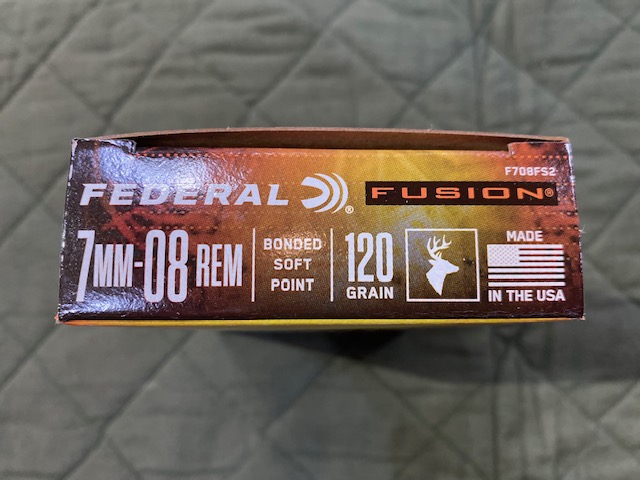 F708FS2
FEDERAL® FUSION®
7MM-08 REM
BONDED
SOFT
POINT
120
GRAIN
MADE
IN THE USA